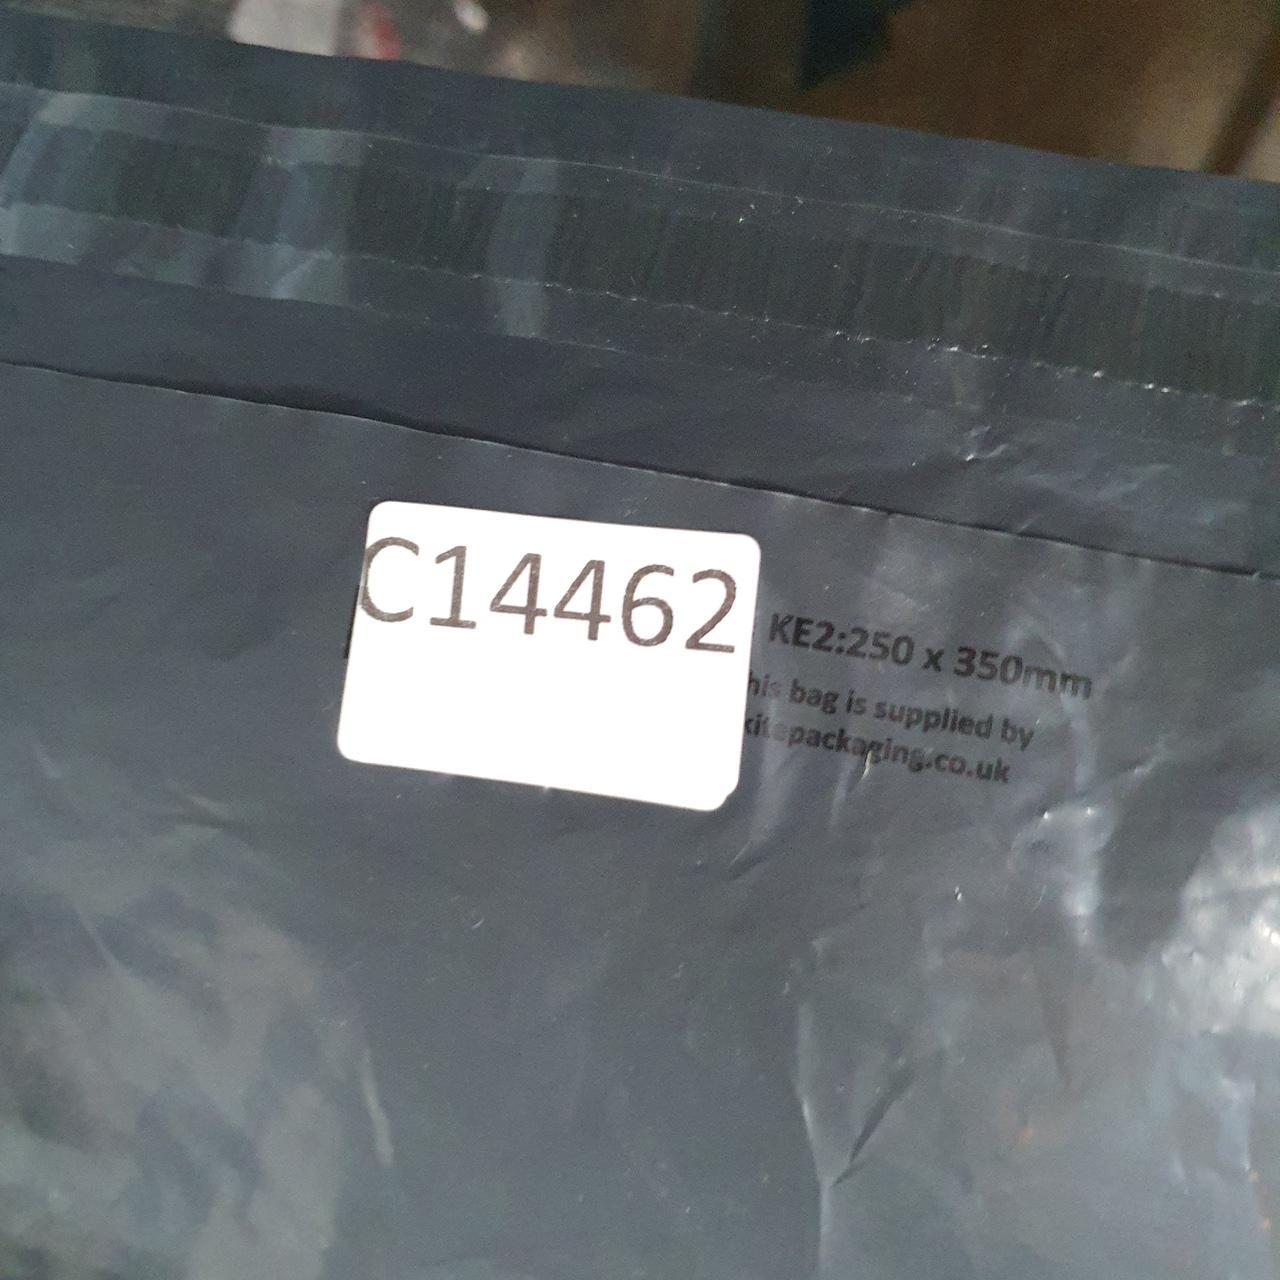 C14462
KE2:250 x 350mm
his bag is supplied by
kitepackaging.co.uk